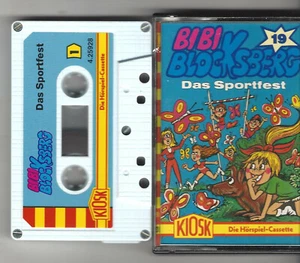 BIBI
BLOCKSBERG
Das Sportfest
1
4.25928
KIOSK
Die Hörspiel-Cassette
BIBI
BLOCKSBERG
19
Das Sportfest
KIOSK
Die Hörspiel-Cassette